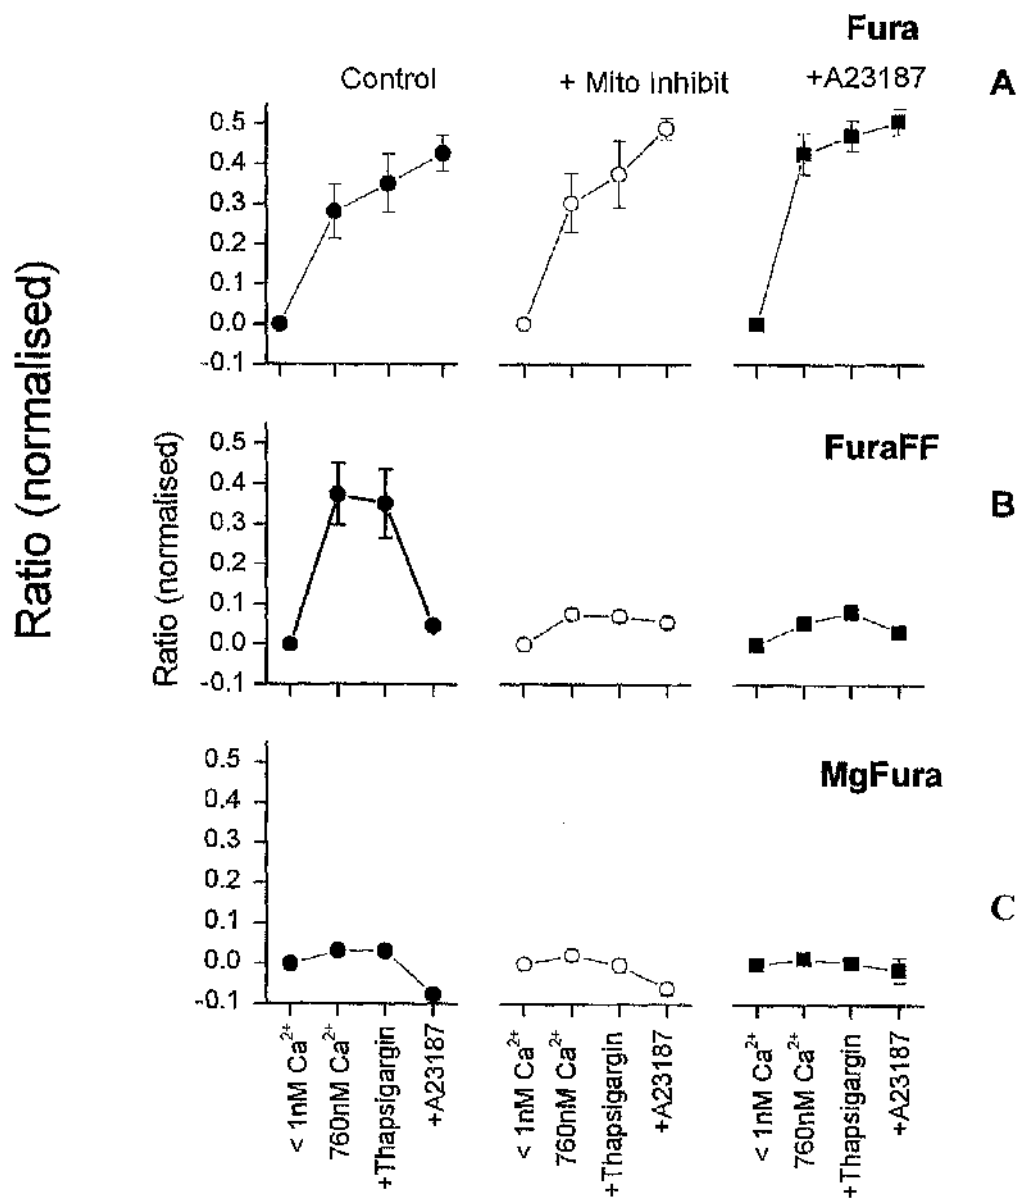 Fura
Control
+ Mito inhibit
+A23187
A
0.5
0.4
0.3
0.2
0.1
0.0
-0.1
Ratio (normalised)
FuraFF
B
Ratio (normalised)
0.5
0.4
0.3
0.2
0.1
0.0
-0.1
MgFura
C
0.5
0.4
0.3
0.2
0.1
0.0
-0.1
< 1nM Ca2+
760nM Ca2+
+Thapsigargin
+A23187
< 1nM Ca2+
760nM Ca2+
+Thapsigargin
+A23187
< 1nM Ca2+
760nM Ca2+
+Thapsigargin
+A23187